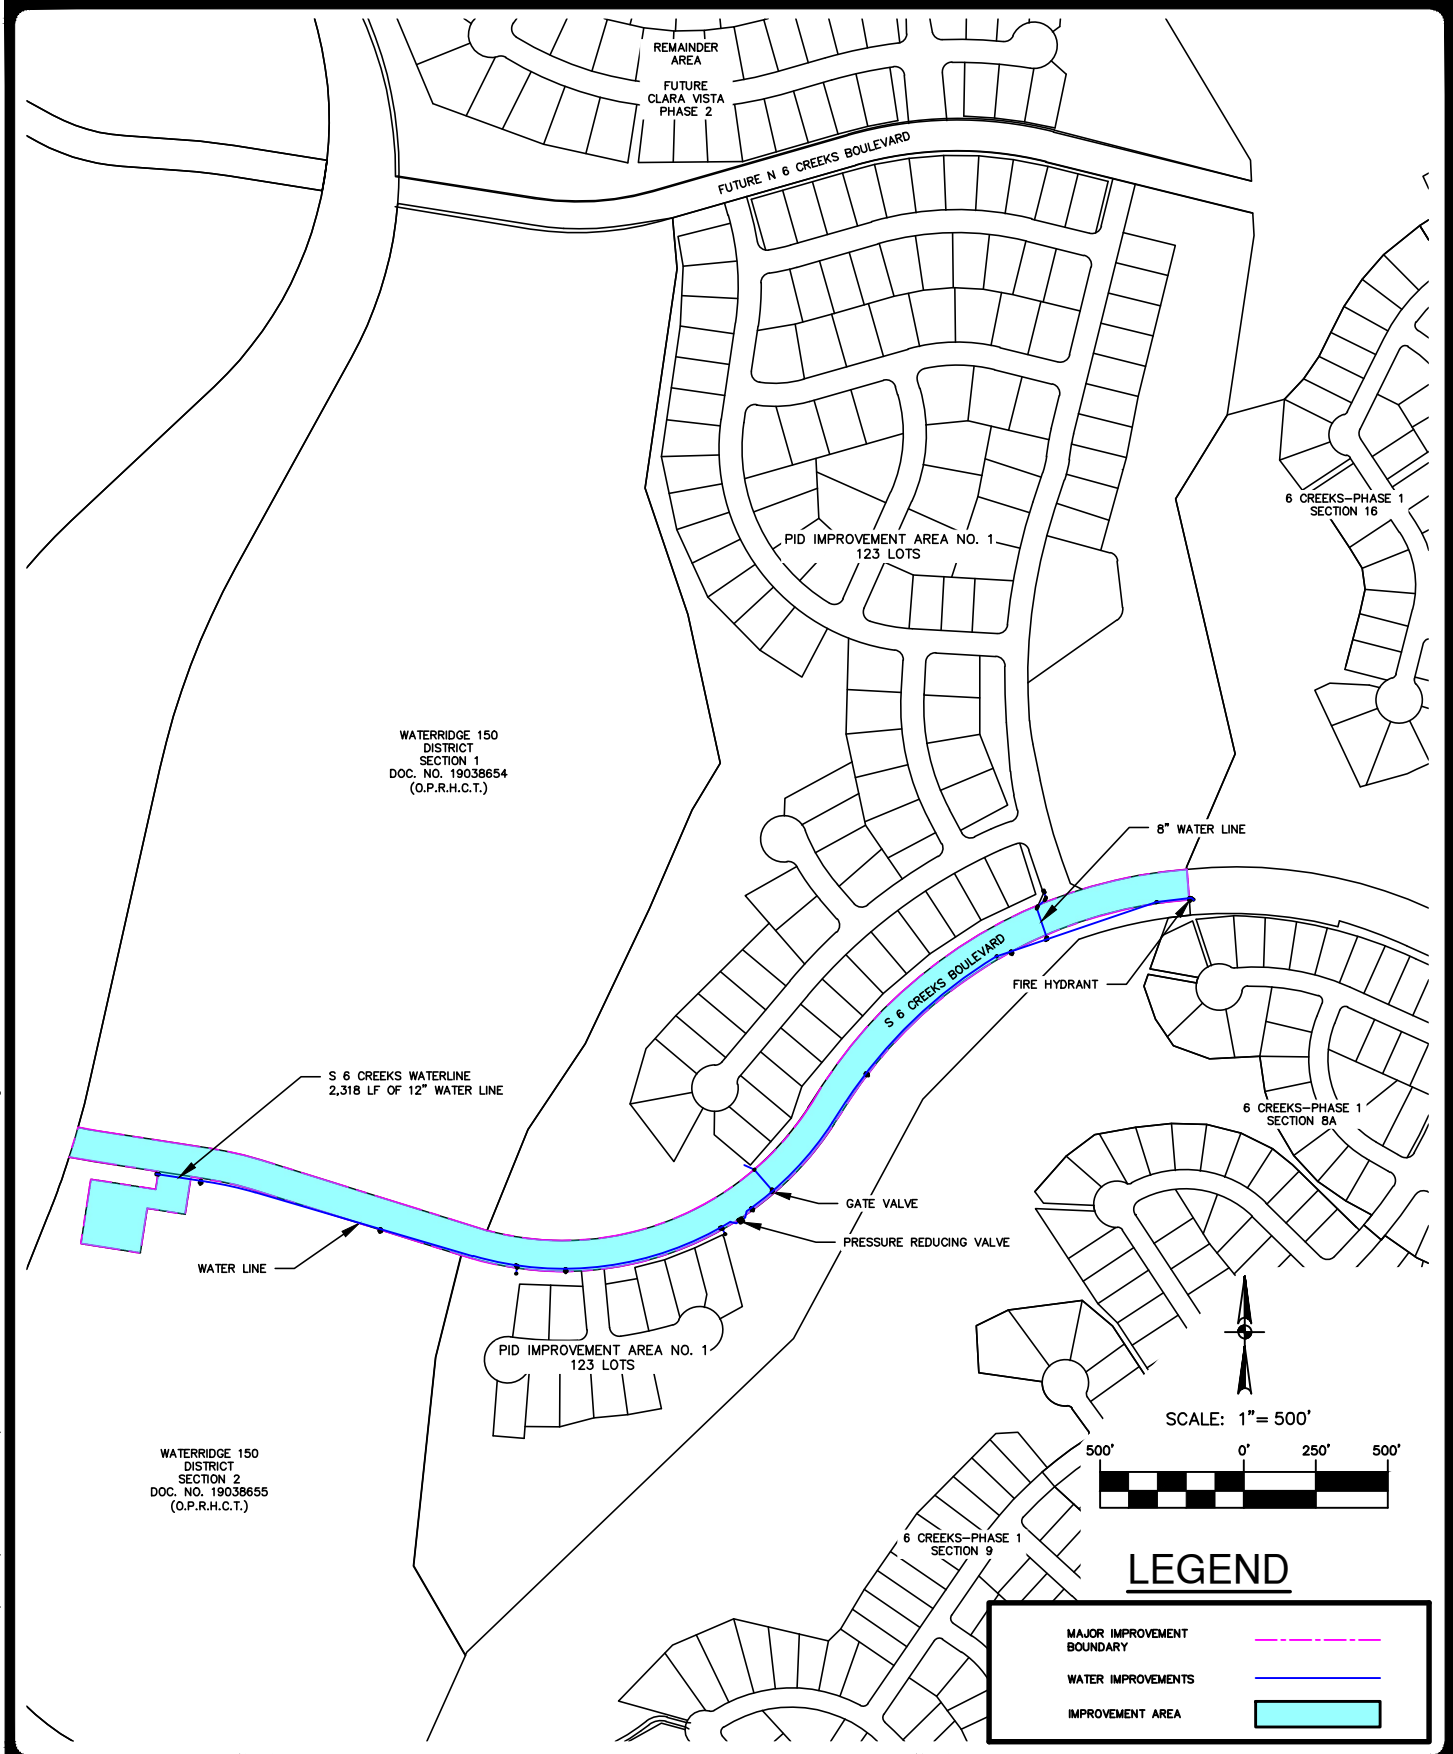 REMAINDER
AREA
FUTURE
CLARA VISTA
PHASE 2
FUTURE N 6 CREEKS BOULEVARD
6 CREEKS-PHASE 1
SECTION 16
PID IMPROVEMENT AREA NO. 1
123 LOTS
WATERRIDGE 150
DISTRICT
SECTION 1
DOC. NO. 19038654
(O.P.R.H.C.T.)
8" WATER LINE
S 6 CREEKS BOULEVARD
FIRE HYDRANT
S 6 CREEKS WATERLINE
2,318 LF OF 12" WATER LINE
6 CREEKS-PHASE 1
SECTION 8A
GATE VALVE
PRESSURE REDUCING VALVE
WATER LINE
PID IMPROVEMENT AREA NO. 1
123 LOTS
SCALE: 1"= 500'
500' 0' 250' 500'
WATERRIDGE 150
DISTRICT
SECTION 2
DOC. NO. 19038655
(O.P.R.H.C.T.)
6 CREEKS-PHASE 1
SECTION 9
LEGEND
MAJOR IMPROVEMENT
BOUNDARY
WATER IMPROVEMENTS
IMPROVEMENT AREA